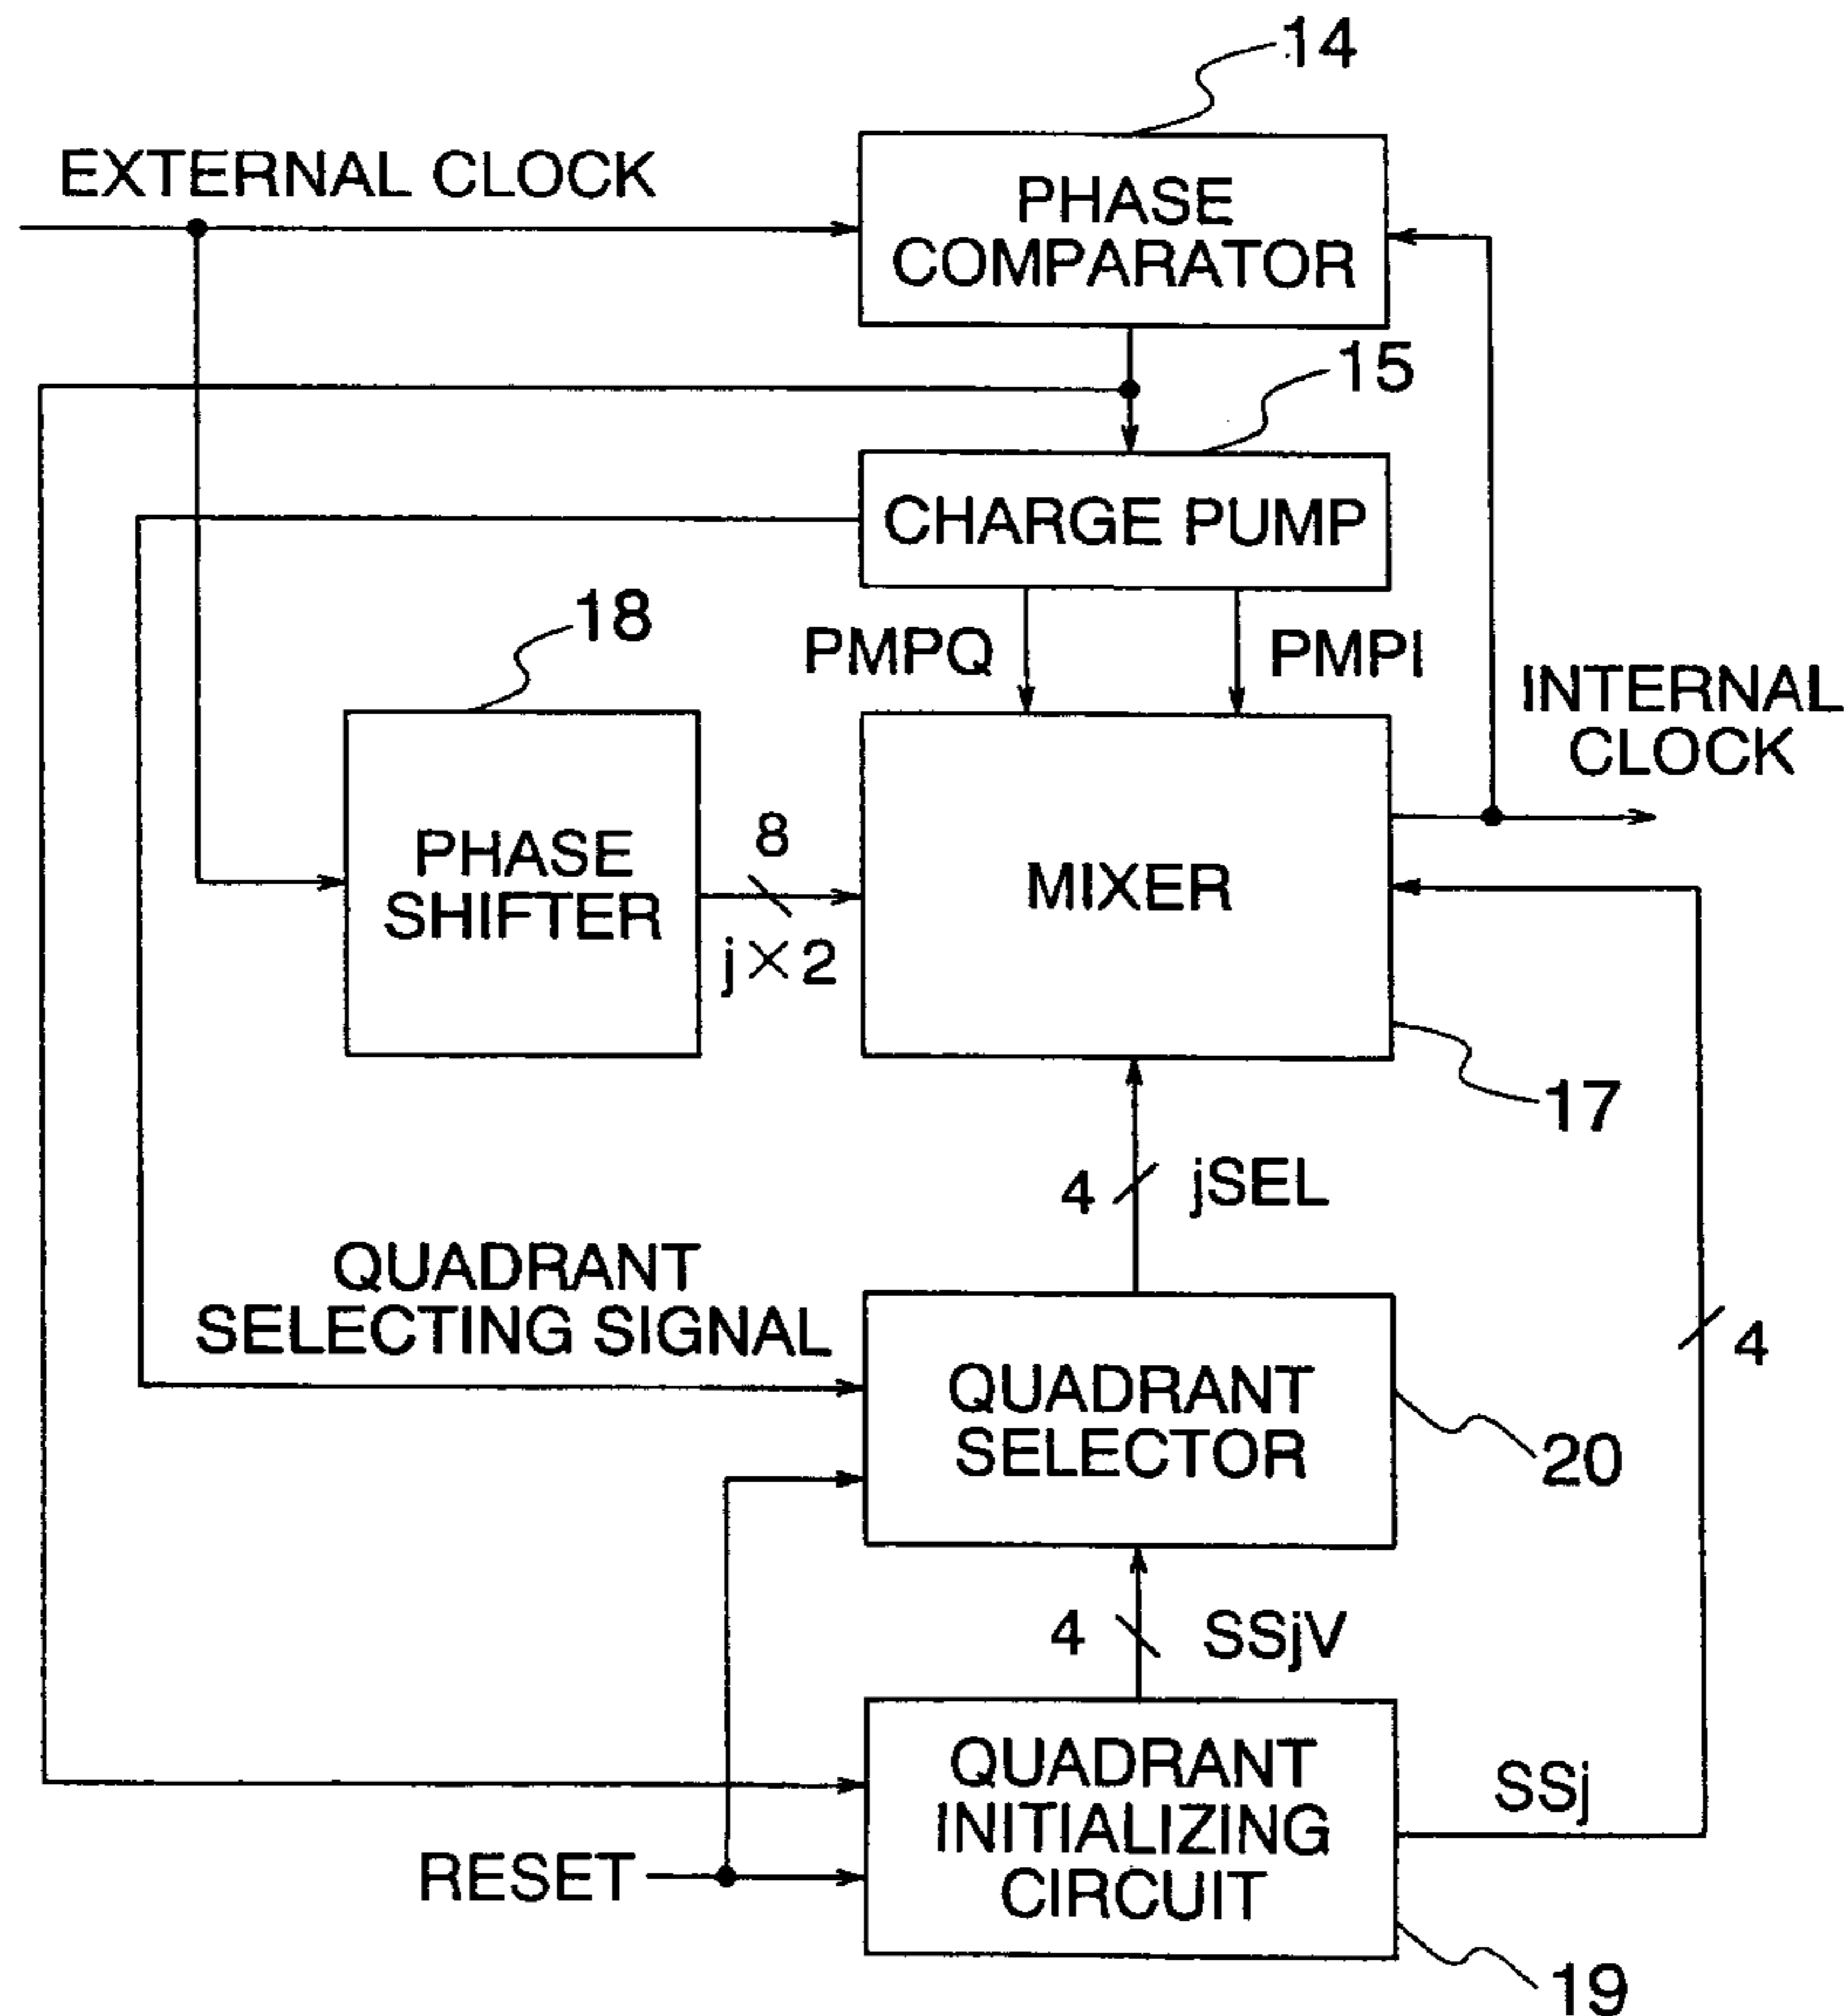 14
EXTERNAL CLOCK
PHASE
COMPARATOR
15
CHARGE PUMP
18
PMPQ
PMPI
INTERNAL
CLOCK
PHASE
SHIFTER
8
j×2
MIXER
17
4
jSEL
QUADRANT
SELECTING SIGNAL
4
QUADRANT
SELECTOR
20
4
SSjV
QUADRANT
INITIALIZING
CIRCUIT
SSj
RESET
19